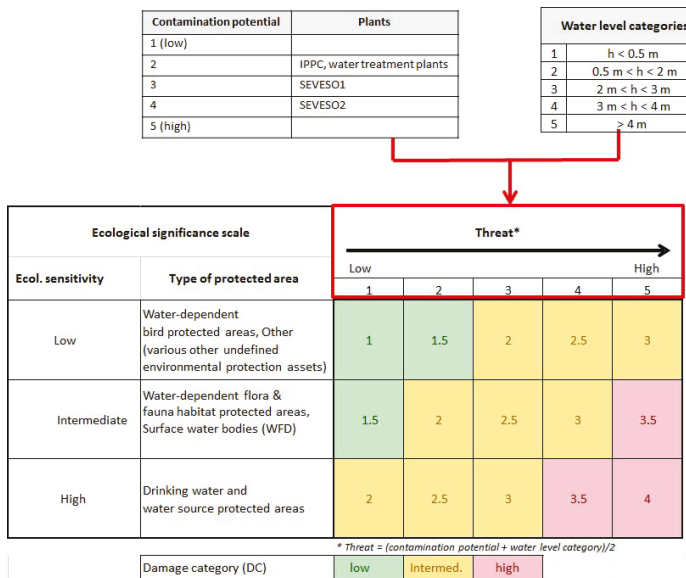 Contamination potential Plants
1 (low)
2 IPPC, water treatment plants
3 SEVESO1
4 SEVESO2
5 (high)
Water level categories
1 h < 0.5 m
2 0.5 m < h < 2 m
3 2 m < h < 3 m
4 3 m < h < 4 m
5 > 4 m
Ecological significance scale Threat*
Low High
Ecol. sensitivity Type of protected area 1 2 3 4 5
Low
Water-dependent
bird protected areas, Other
(various other undefined
environmental protection assets)
1 1.5 2 2.5 3
Intermediate
Water-dependent flora &
fauna habitat protected areas,
Surface water bodies (WFD)
1.5 2 2.5 3 3.5
High
Drinking water and
water source protected areas
2 2.5 3 3.5 4
* Threat = (contamination potential + water level category)/2
Damage category (DC) low Intermed. high